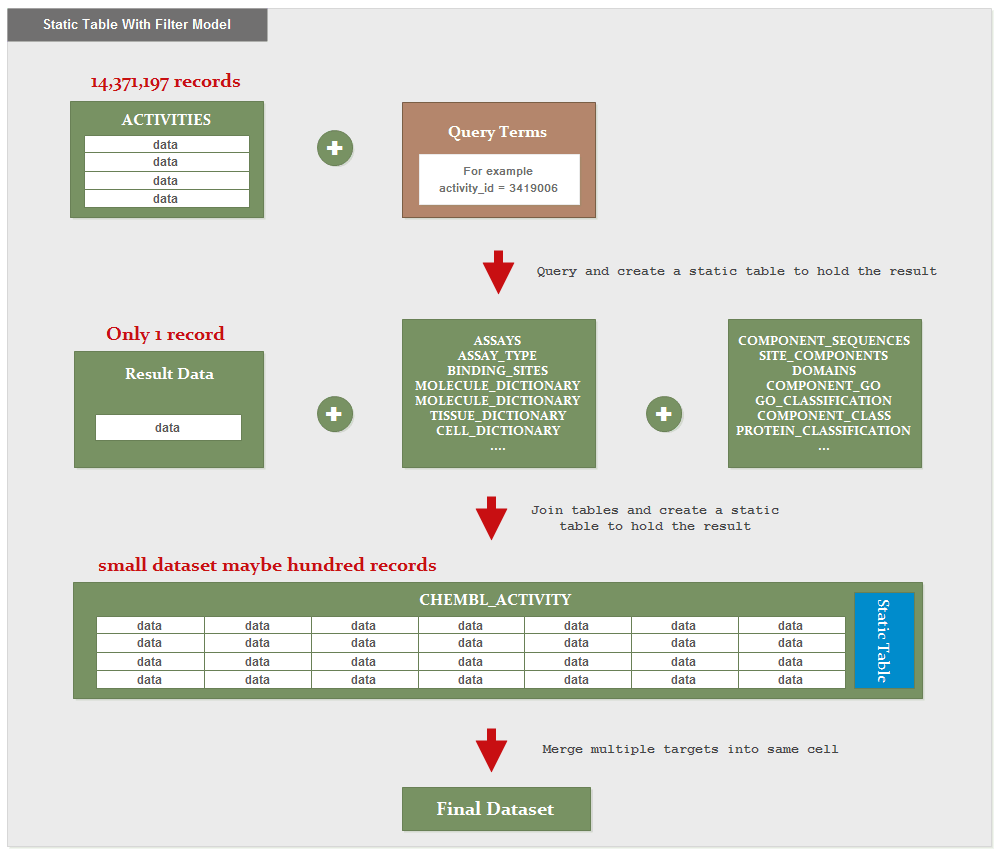 Static Table With Filter Model
14,371,197 records
ACTIVITIES
data
data
data
data
Query Terms
For example
activity_id = 3419006
Query and create a static table to hold the result
Only 1 record
Result Data
data
ASSAYS
ASSAY_TYPE
BINDING_SITES
MOLECULE_DICTIONARY
MOLECULE_DICTIONARY
TISSUE_DICTIONARY
CELL_DICTIONARY
....
COMPONENT_SEQUENCES
SITE_COMPONENTS
DOMAINS
COMPONENT_GO
GO_CLASSIFICATION
COMPONENT_CLASS
PROTEIN_CLASSIFICATION
...
Join tables and create a static
table to hold the result
small dataset maybe hundred records
CHEMBL_ACTIVITY
data data data data data data data
data data data data data data data
data data data data data data data
data data data data data data data
Static Table
Merge multiple targets into same cell
Final Dataset